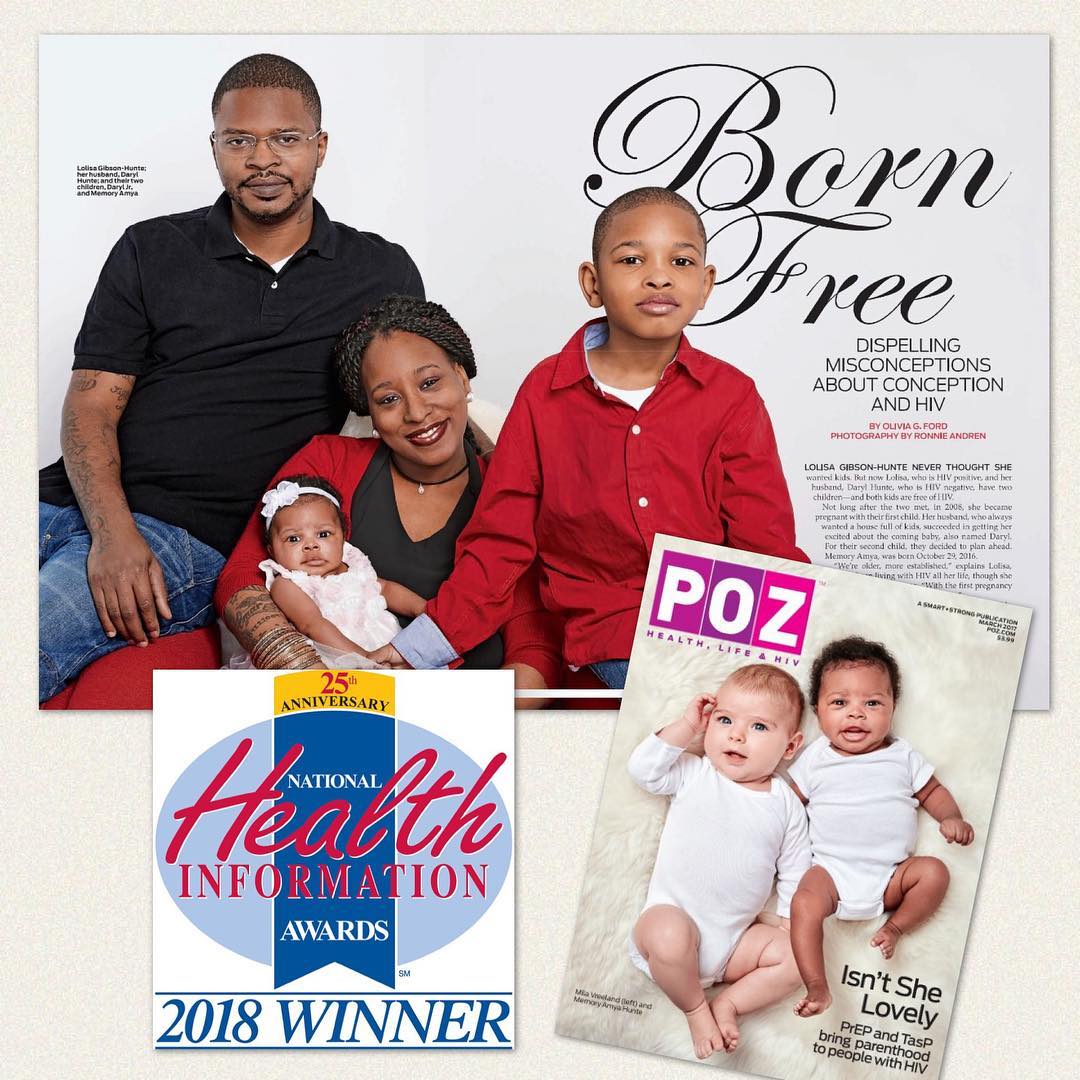 Lolisa Gibson-Hunte;
her husband, Daryl
Hunte; and their two
children, Daryl Jr.
and Memory Amya
Born
Free
DISPELLING
MISCONCEPTIONS
ABOUT CONCEPTION
AND HIV
BY OLIVIA G. FORD
PHOTOGRAPHY BY RONNIE ANDREN
LOLISA GIBSON-HUNTE NEVER THOUGHT SHE
wanted kids. But now Lolisa, who is HIV positive, and her
husband, Daryl Hunte, who is HIV negative, have two
children—and both kids are free of HIV.
Not long after the two met, in 2008, she became
pregnant with their first child. Her husband, who always
wanted a house full of kids, succeeded in getting her
excited about the coming baby, also named Daryl.
For their second child, they decided to plan ahead.
Memory Amya, was born October 29, 2016.
"We're older, more established," explains Lolisa,
living with HIV all her life, though she
"With the first pregnancy
POZ
HEALTH, LIFE & HIV
A SMART+STRONG PUBLICATION
MARCH 2017
POZ.COM
$3.99
Mila Vreeland (left) and
Memory Amya Hunte
Isn't She
Lovely
PrEP and TasP
bring parenthood
to people with HIV
25th
ANNIVERSARY
NATIONAL
Health
INFORMATION
AWARDS
SM
2018 WINNER